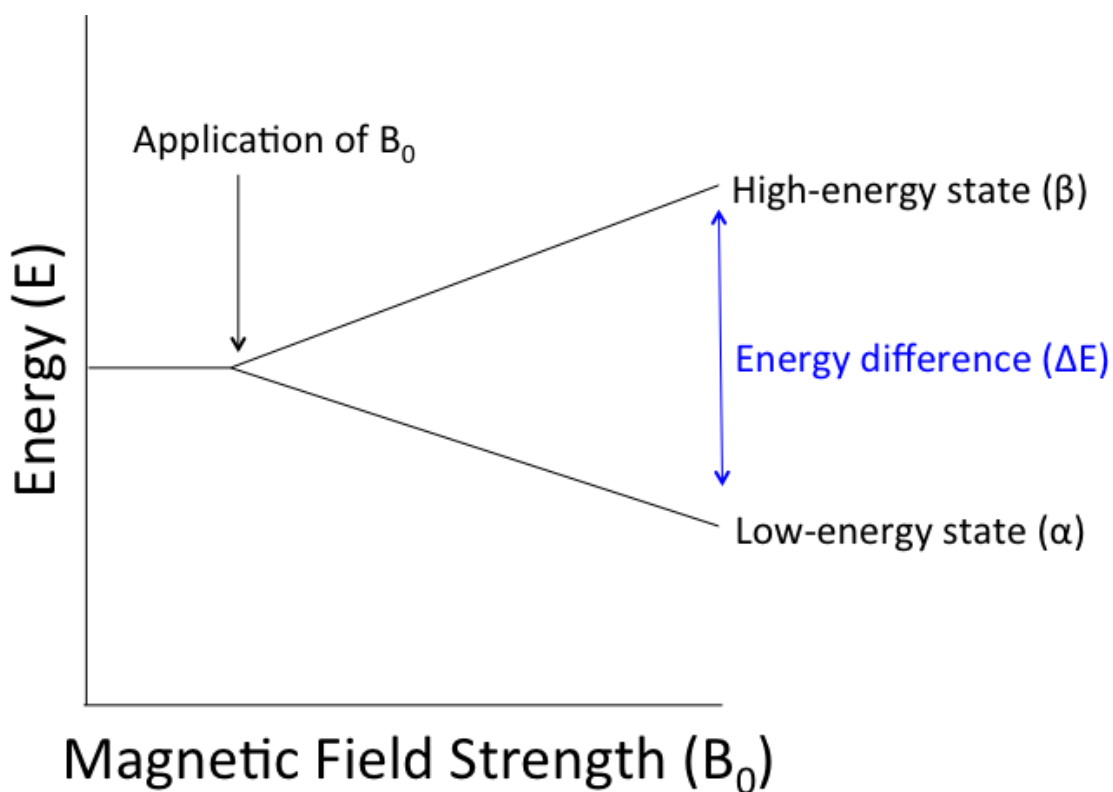 Application of B₀
High-energy state (β)
Energy (E)
Energy difference (ΔE)
Low-energy state (α)
Magnetic Field Strength (B₀)